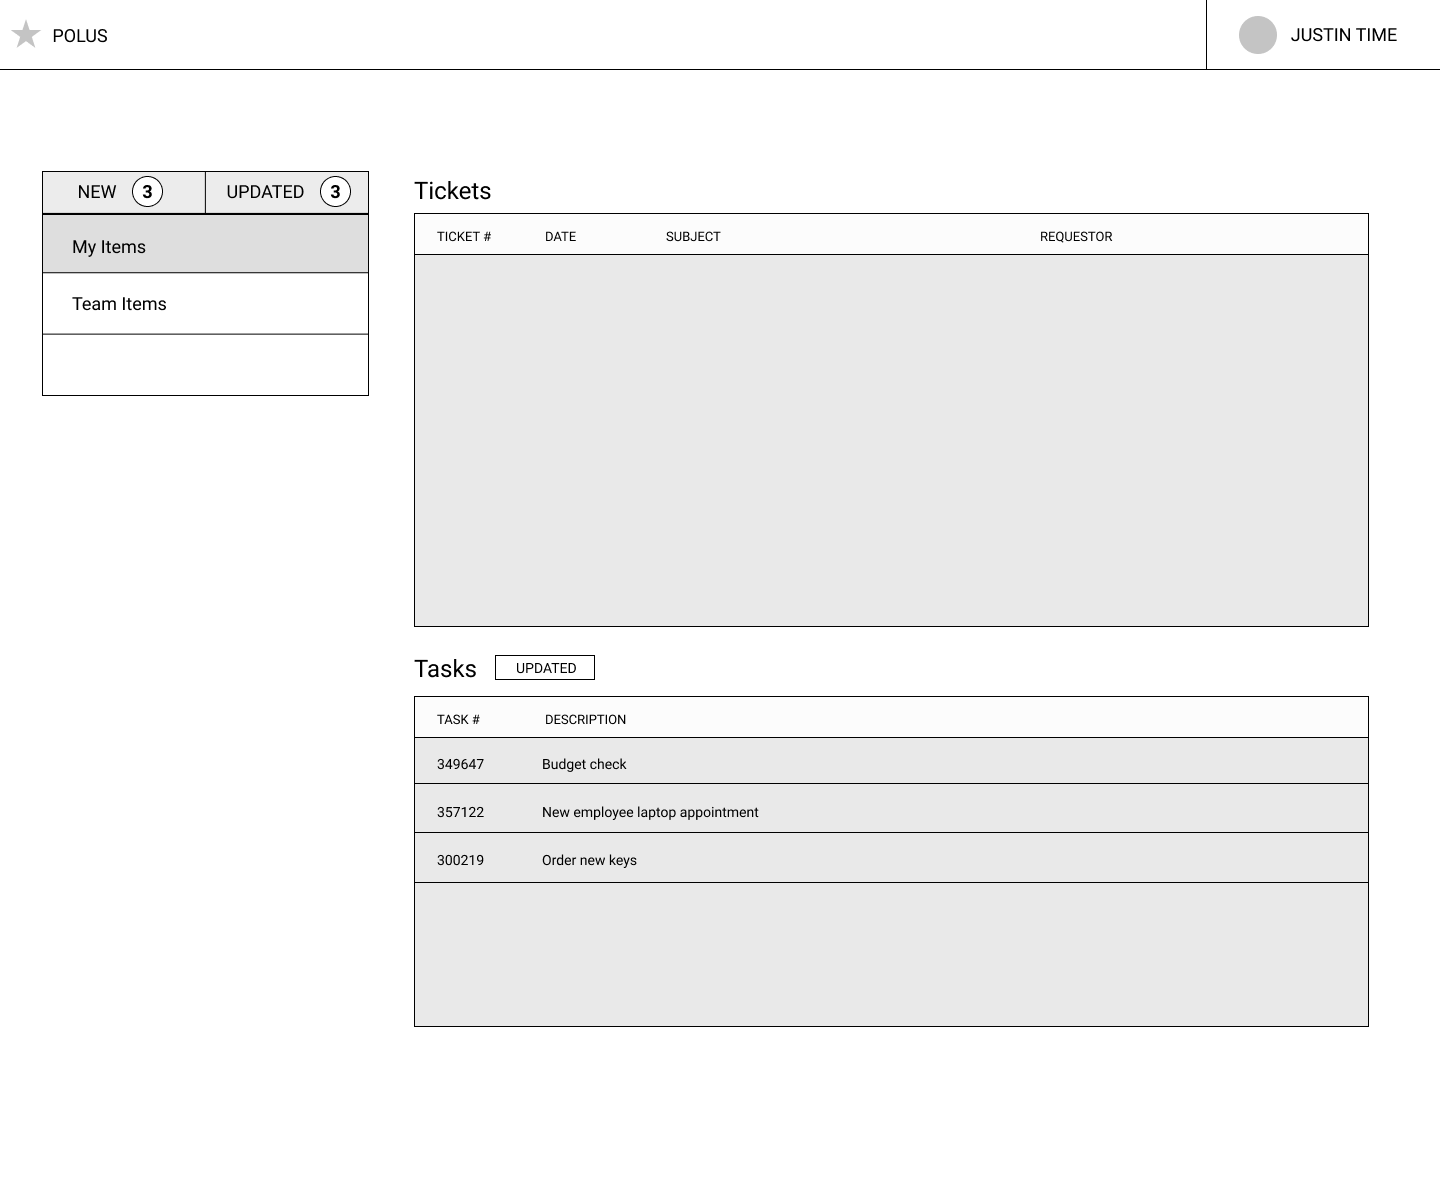 POLUS
JUSTIN TIME
NEW 3 UPDATED 3
My Items
Team Items
Tickets
TICKET # DATE SUBJECT REQUESTOR
Tasks UPDATED
TASK # DESCRIPTION
349647 Budget check
357122 New employee laptop appointment
300219 Order new keys